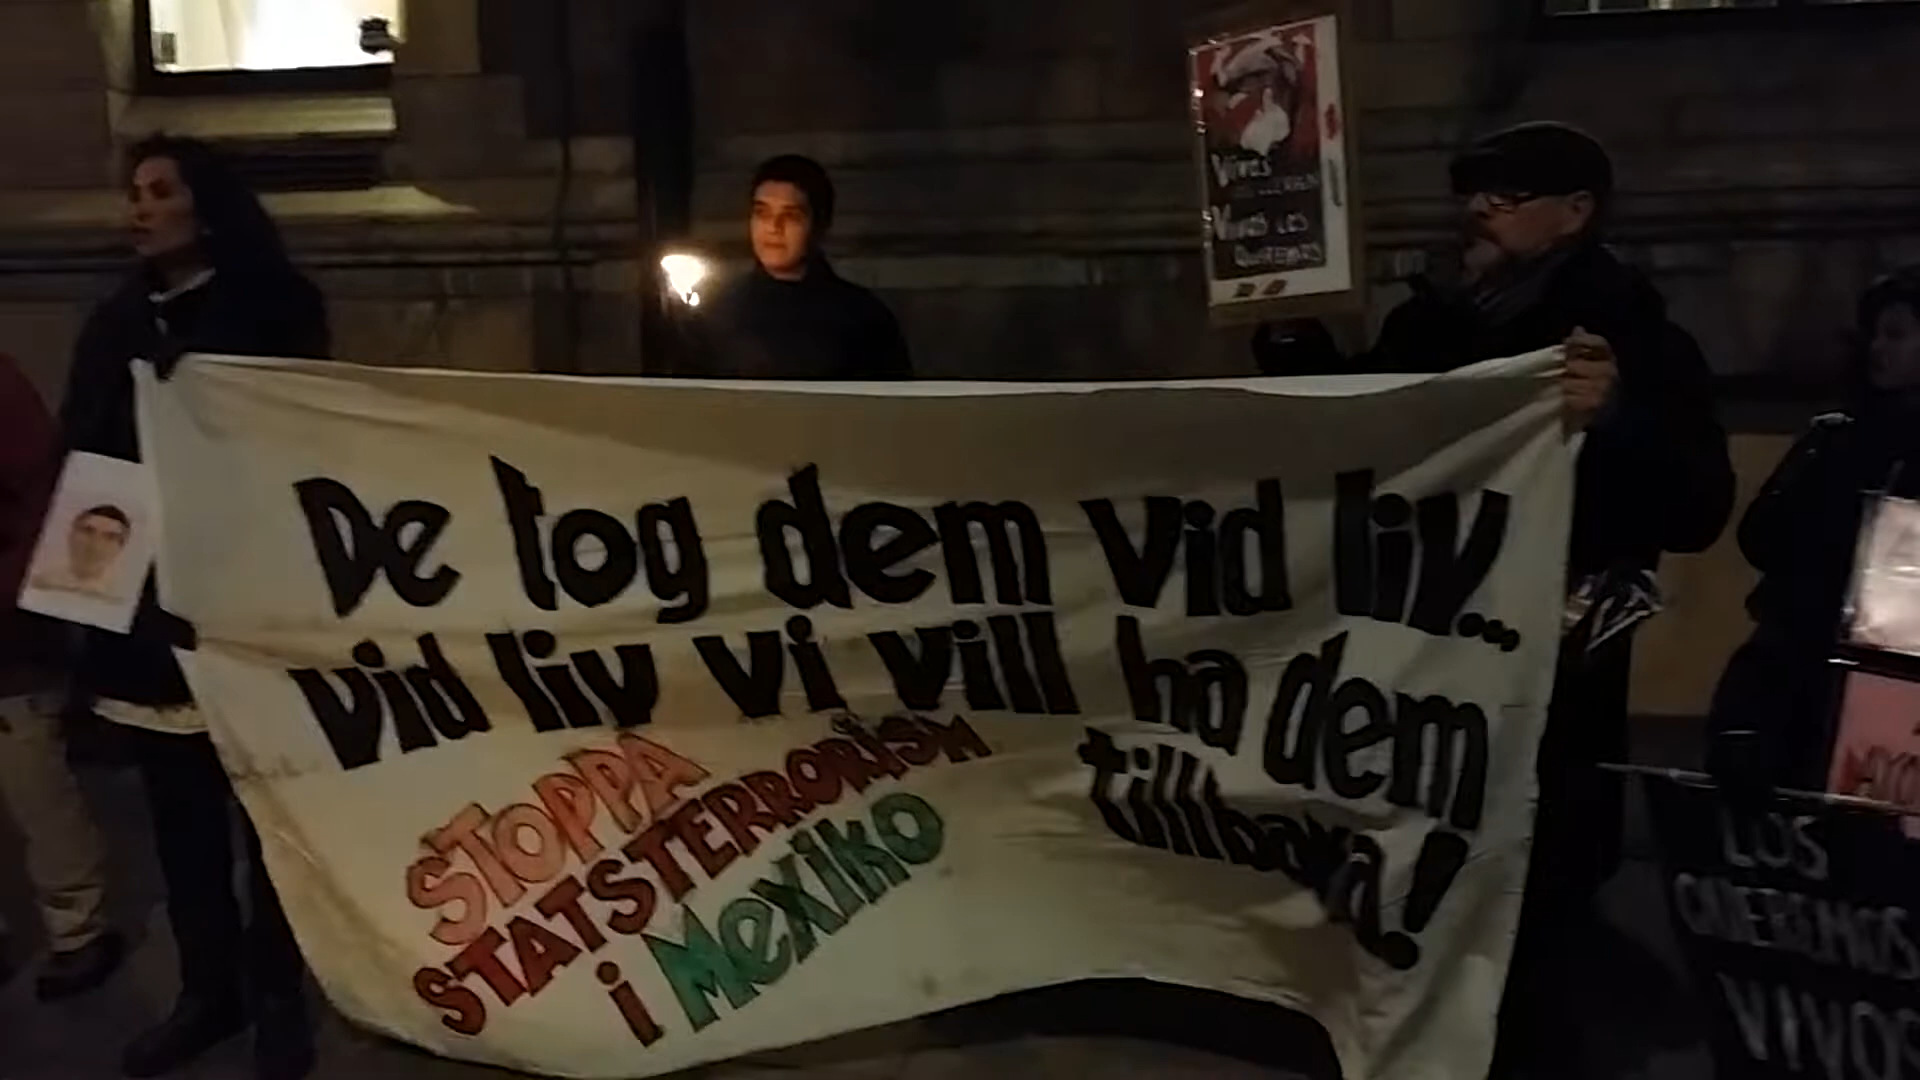 Vivos
Vivos los
Queremos
De tog dem vid liv...
vid liv vi vill ha dem
tillbaka!
STOPPA
STATSTERRORISM
i Mexiko
LOS
QUEREMOS
VIVOS